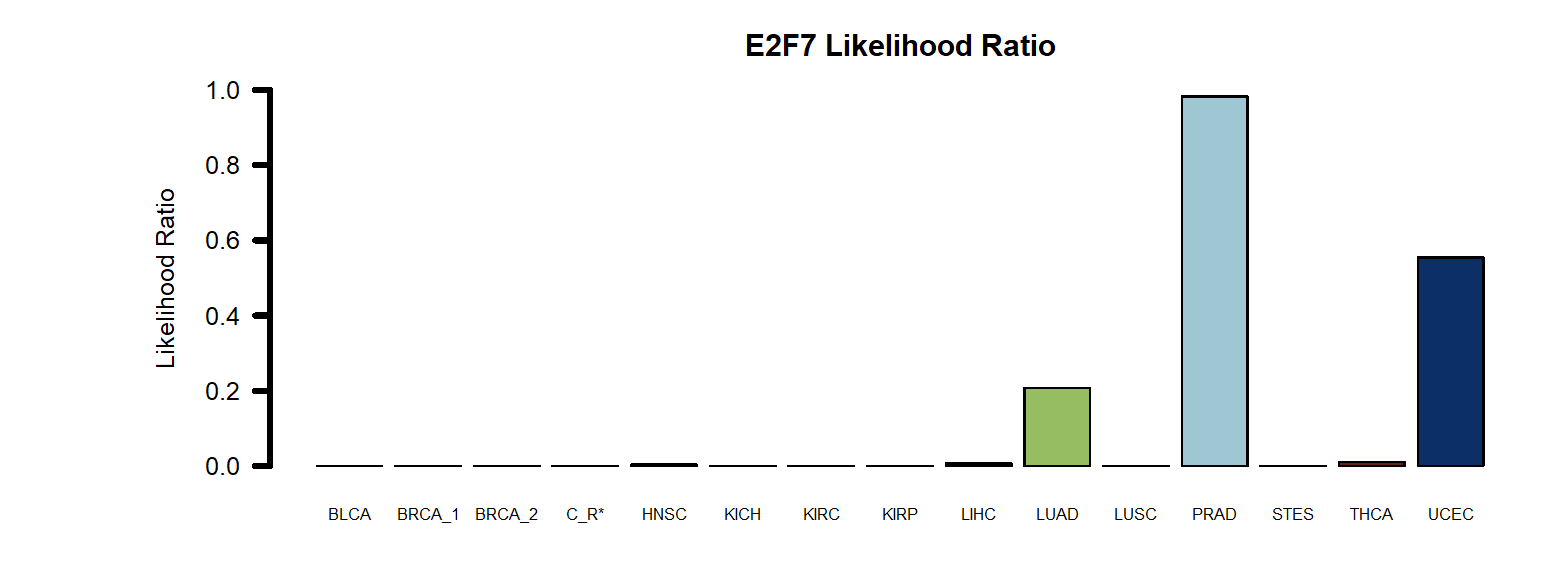 E2F7 Likelihood Ratio
Likelihood Ratio
1.0
0.8
0.6
0.4
0.2
0.0
BLCA BRCA_1 BRCA_2 C_R* HNSC KICH KIRC KIRP LIHC LUAD LUSC PRAD STES THCA UCEC